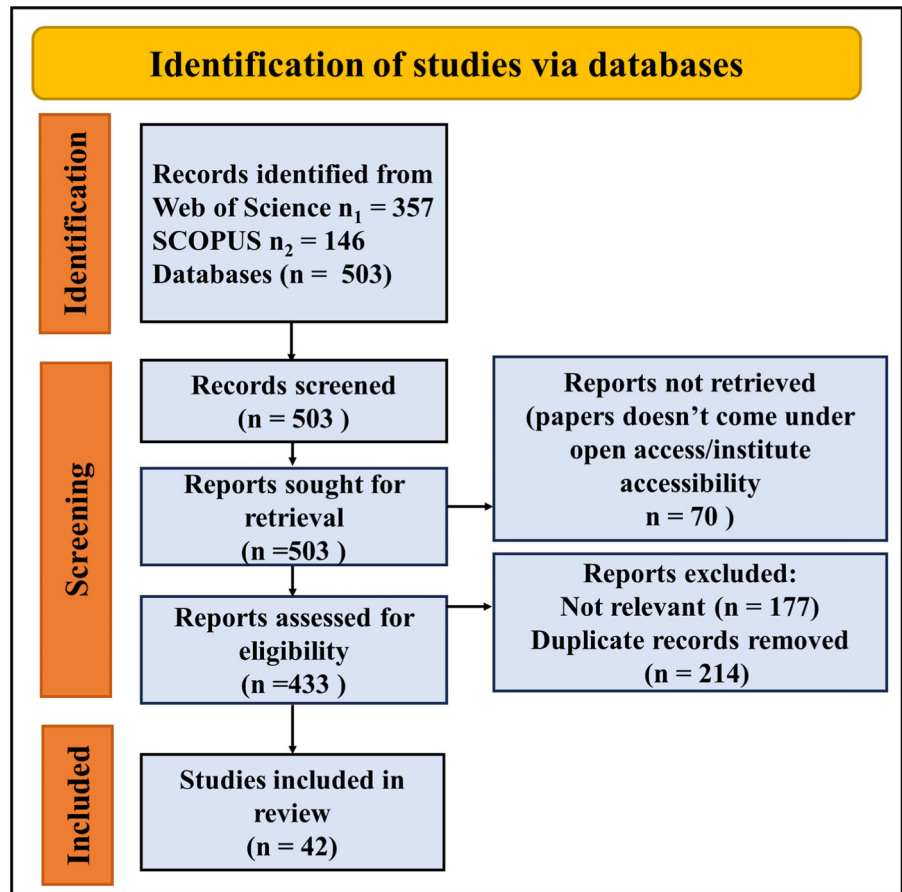 Identification of studies via databases
Identification
Records identified from
Web of Science n₁ = 357
SCOPUS n₂ = 146
Databases (n = 503)
Screening
Records screened
(n = 503 )
Reports sought for
retrieval
(n =503 )
Reports not retrieved
(papers doesn’t come under
open access/institute
accessibility
n = 70 )
Reports assessed for
eligibility
(n =433 )
Reports excluded:
Not relevant (n = 177)
Duplicate records removed
(n = 214)
Included
Studies included in
review
(n = 42)